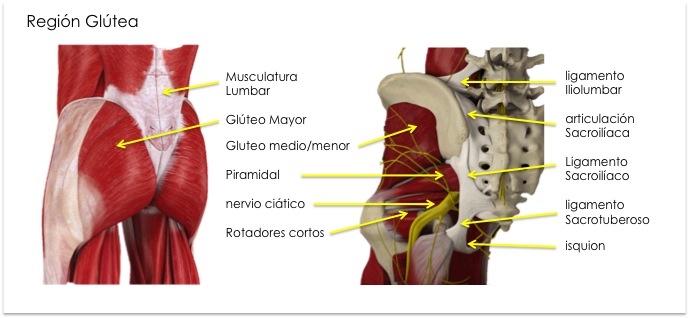 Región Glútea
Musculatura
Lumbar
Glúteo Mayor
Gluteo medio/menor
Piramidal
nervio ciático
Rotadores cortos
ligamento
Iliolumbar
articulación
Sacroilíaca
Ligamento
Sacroilíaco
ligamento
Sacrotuberoso
isquion